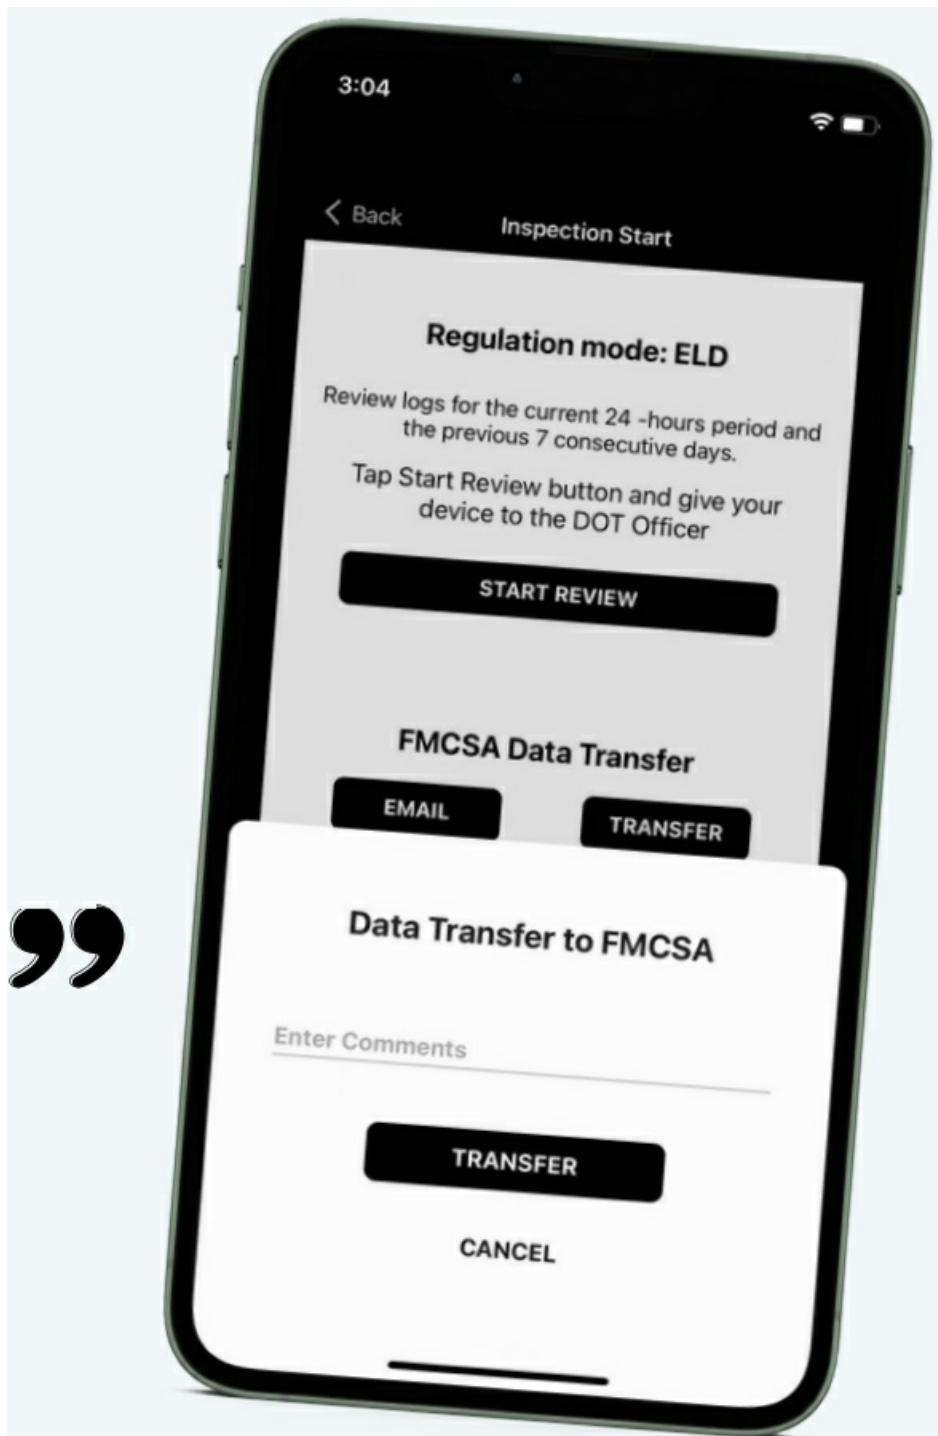 3:04
Back
Inspection Start
Regulation mode: ELD
Review logs for the current 24 -hours period and
the previous 7 consecutive days.
Tap Start Review button and give your
device to the DOT Officer
START REVIEW
FMCSA Data Transfer
EMAIL
TRANSFER
Data Transfer to FMCSA
Enter Comments
TRANSFER
CANCEL
”